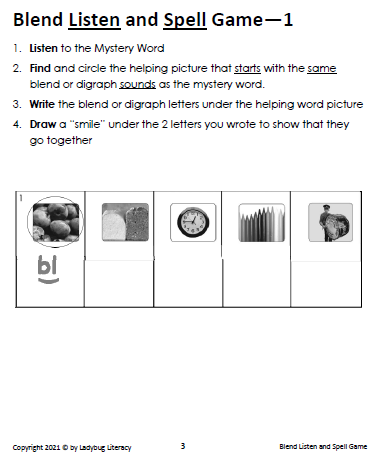 Blend Listen and Spell Game—1
1. Listen to the Mystery Word
2. Find and circle the helping picture that starts with the same
blend or digraph sounds as the mystery word.
3. Write the blend or digraph letters under the helping word picture
4. Draw a “smile” under the 2 letters you wrote to show that they
go together
1
bl
Copyright 2021 © by Ladybug Literacy 3 Blend Listen and Spell Game